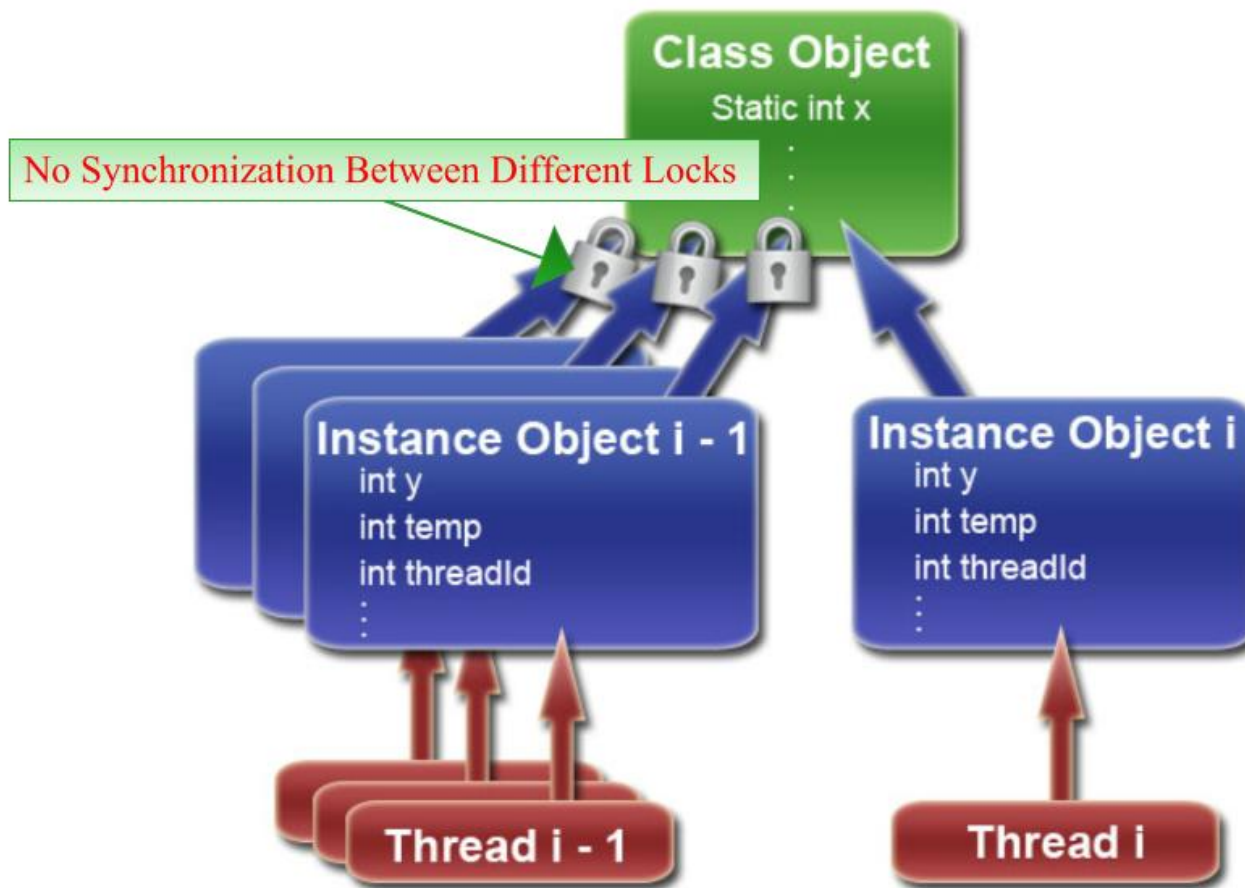 Class Object
Static int x
.
.
.
No Synchronization Between Different Locks
Instance Object i - 1
int y
int temp
int threadId
.
.
.
Instance Object i
int y
int temp
int threadId
.
.
.
Thread i - 1
Thread i